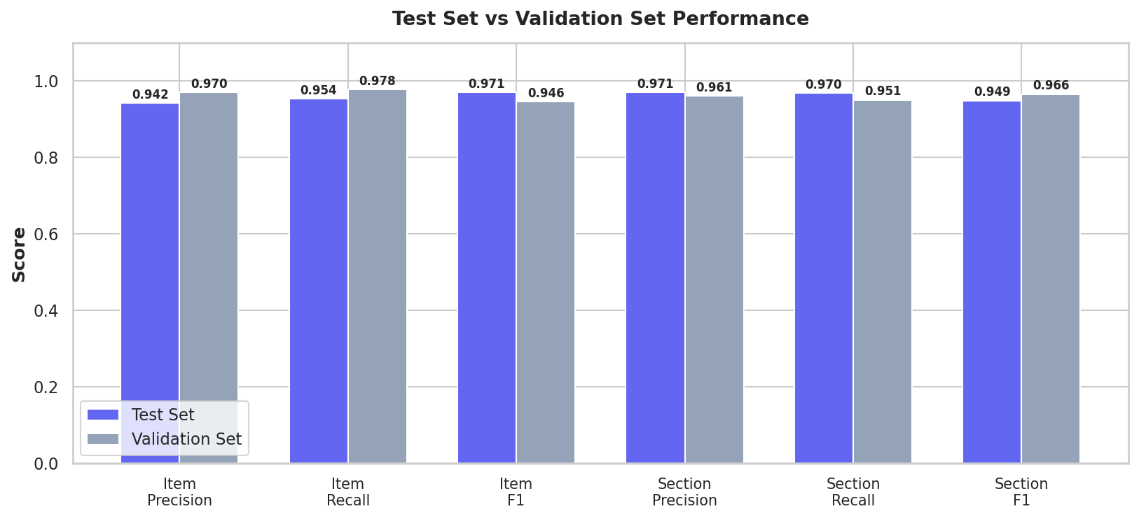 Test Set vs Validation Set Performance
Score
1.0
0.8
0.6
0.4
0.2
0.0
0.942
0.970
0.954
0.978
0.971
0.946
0.971
0.961
0.970
0.951
0.949
0.966
Test Set
Validation Set
Item
Precision
Item
Recall
Item
F1
Section
Precision
Section
Recall
Section
F1